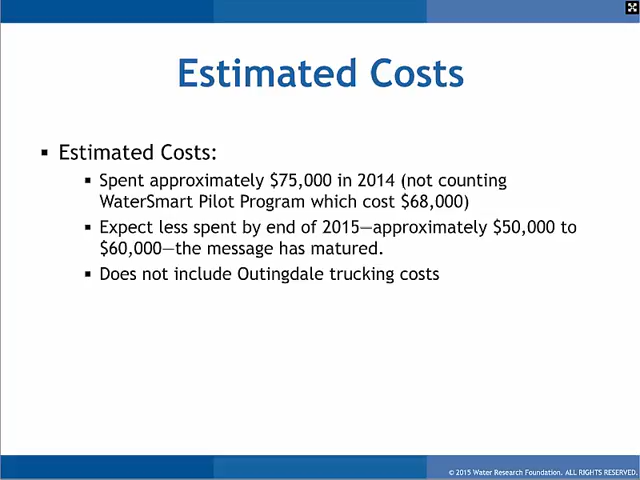 Estimated Costs
▪ Estimated Costs:
▪ Spent approximately $75,000 in 2014 (not counting
WaterSmart Pilot Program which cost $68,000)
▪ Expect less spent by end of 2015—approximately $50,000 to
$60,000—the message has matured.
▪ Does not include Outingdale trucking costs
© 2015 Water Research Foundation. ALL RIGHTS RESERVED.